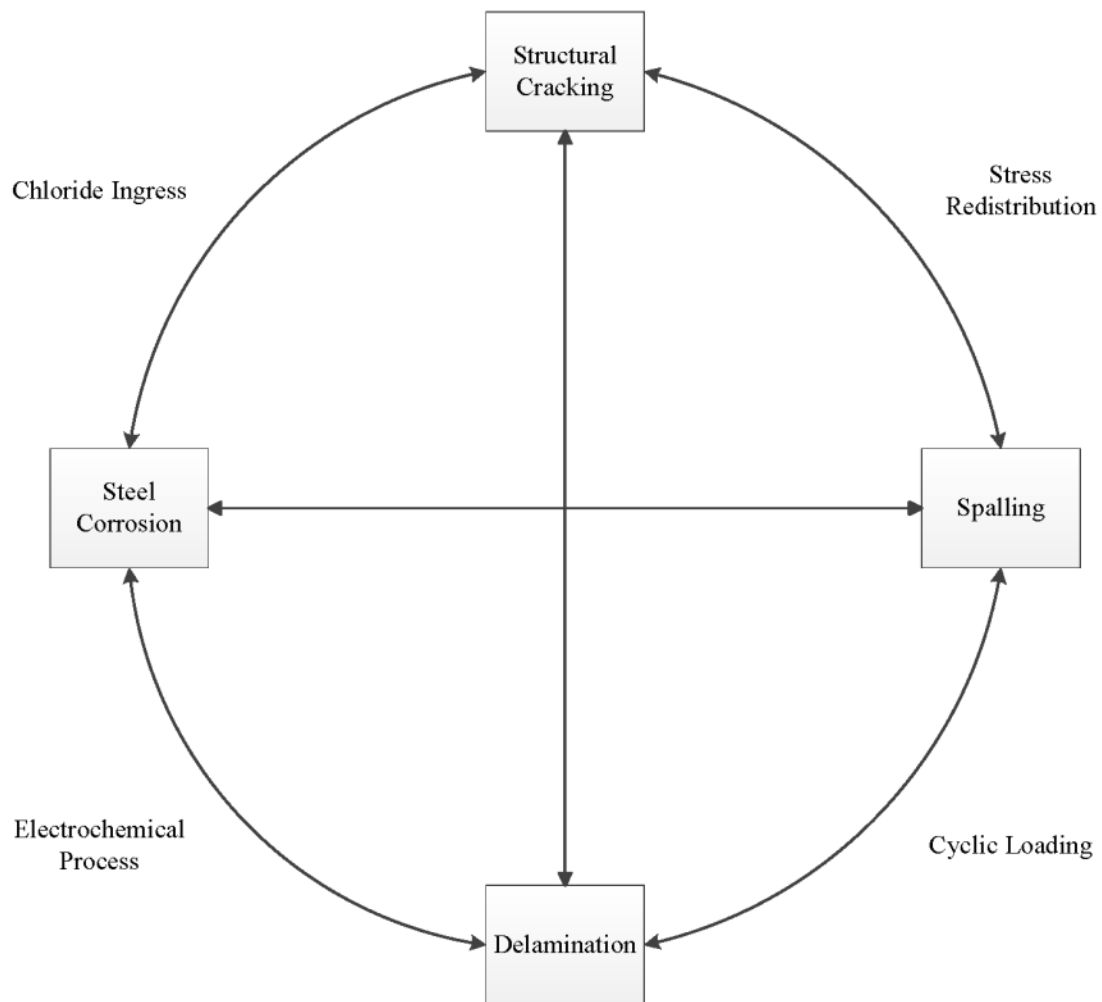 Structural
Cracking
Chloride Ingress
Stress
Redistribution
Steel
Corrosion
Spalling
Electrochemical
Process
Cyclic Loading
Delamination